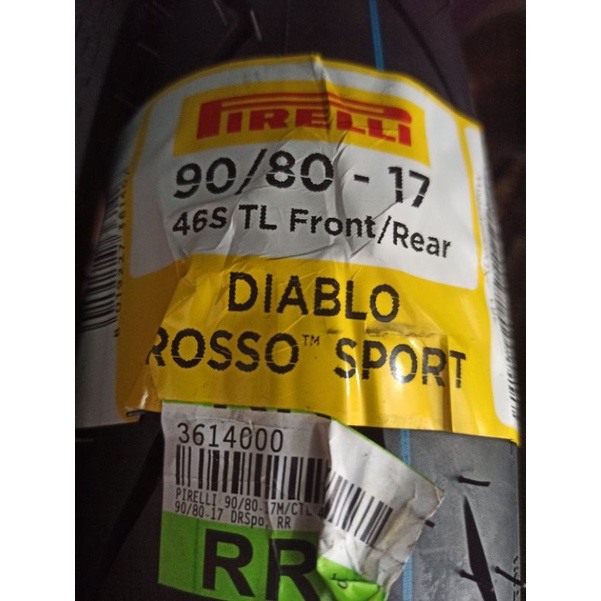 PIRELLI
90/80 - 17
46S TL Front/Rear
DIABLO
ROSSO™ SPORT
3614000
PIRELLI 90/80-17M/CTL
90/80-17 DRSpo, RR
RR